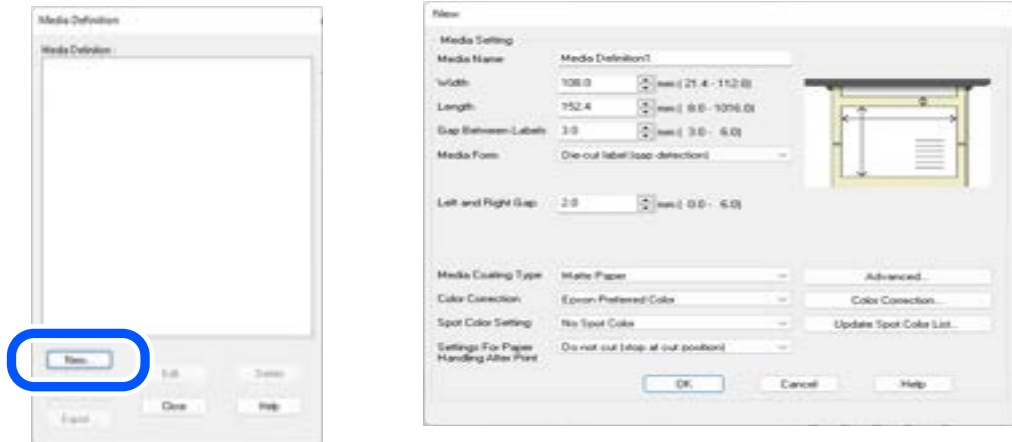 Media Definition
Media Definition
New...
Edit
Delete
Close
Help
Export
New
Media Setting
Media Name Media Definition1
Width 108.0 mm ( 21.4 - 112.0)
Length 152.4 mm ( 8.0 - 1016.0)
Gap Between Labels 3.0 mm ( 3.0 - 6.0)
Media Form Die-cut label (gap detection)
Left and Right Gap 2.0 mm ( 0.0 - 6.0)
Media Coating Type Matte Paper Advanced...
Color Correction Epson Preferred Color Color Correction...
Spot Color Setting No Spot Color Update Spot Color List...
Settings For Paper Do not cut (stop at cut position)
Handling After Print
OK Cancel Help